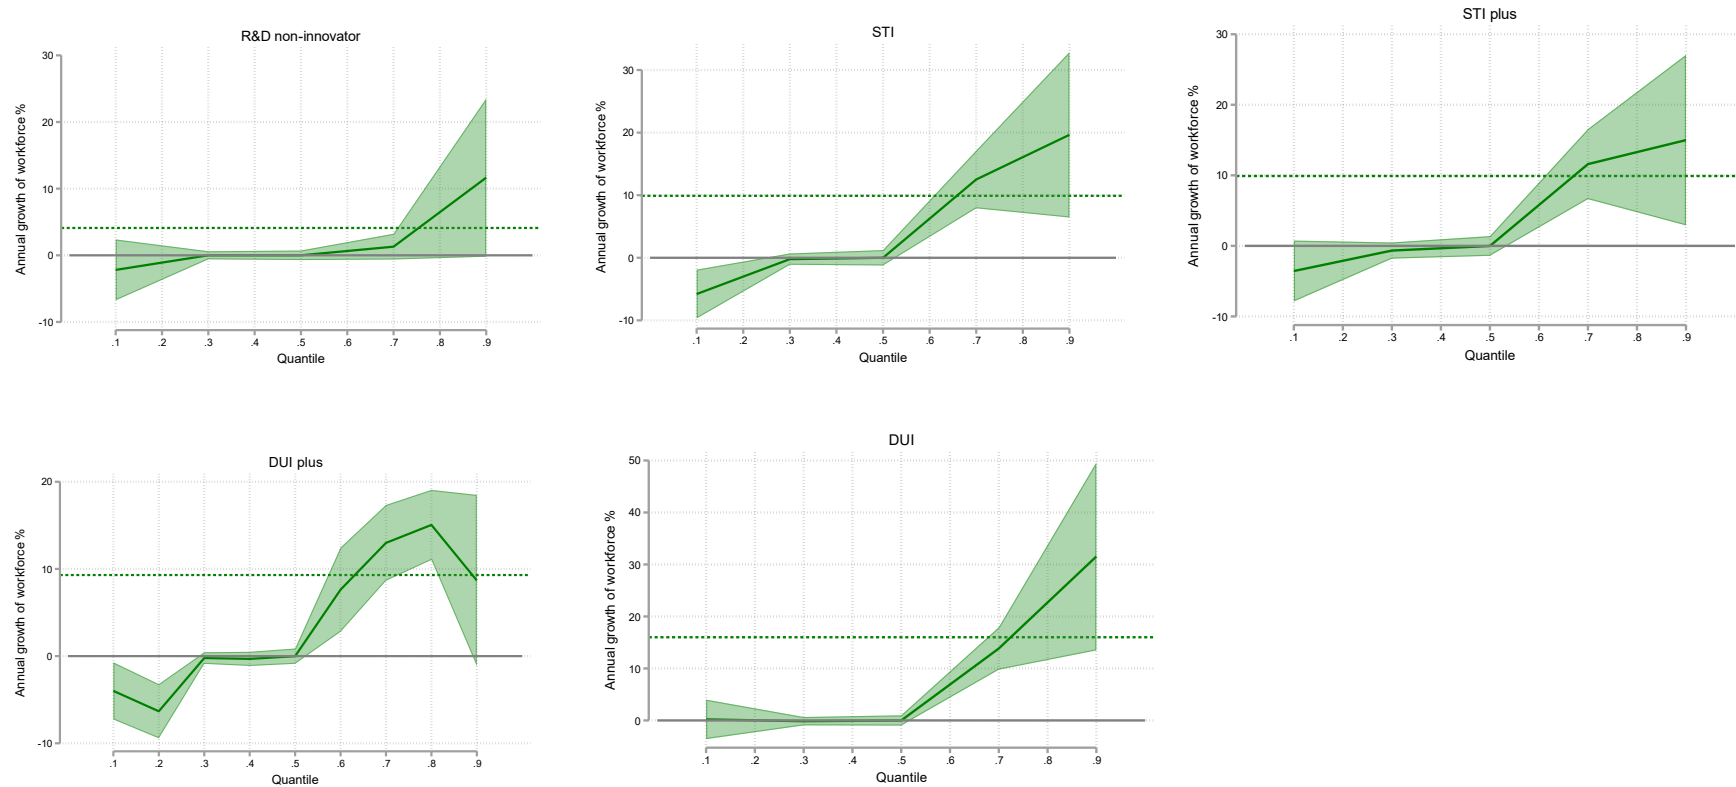 R&D non-innovator
Annual growth of workforce %
30
20
10
0
-10
.1 .2 .3 .4 .5 .6 .7 .8 .9
Quantile
STI
Annual growth of workforce %
30
20
10
0
-10
.1 .2 .3 .4 .5 .6 .7 .8 .9
Quantile
STI plus
Annual growth of workforce %
30
20
10
0
-10
.1 .2 .3 .4 .5 .6 .7 .8 .9
Quantile
DUI plus
Annual growth of workforce %
20
10
0
-10
.1 .2 .3 .4 .5 .6 .7 .8 .9
Quantile
DUI
Annual growth of workforce %
50
40
30
20
10
0
.1 .2 .3 .4 .5 .6 .7 .8 .9
Quantile